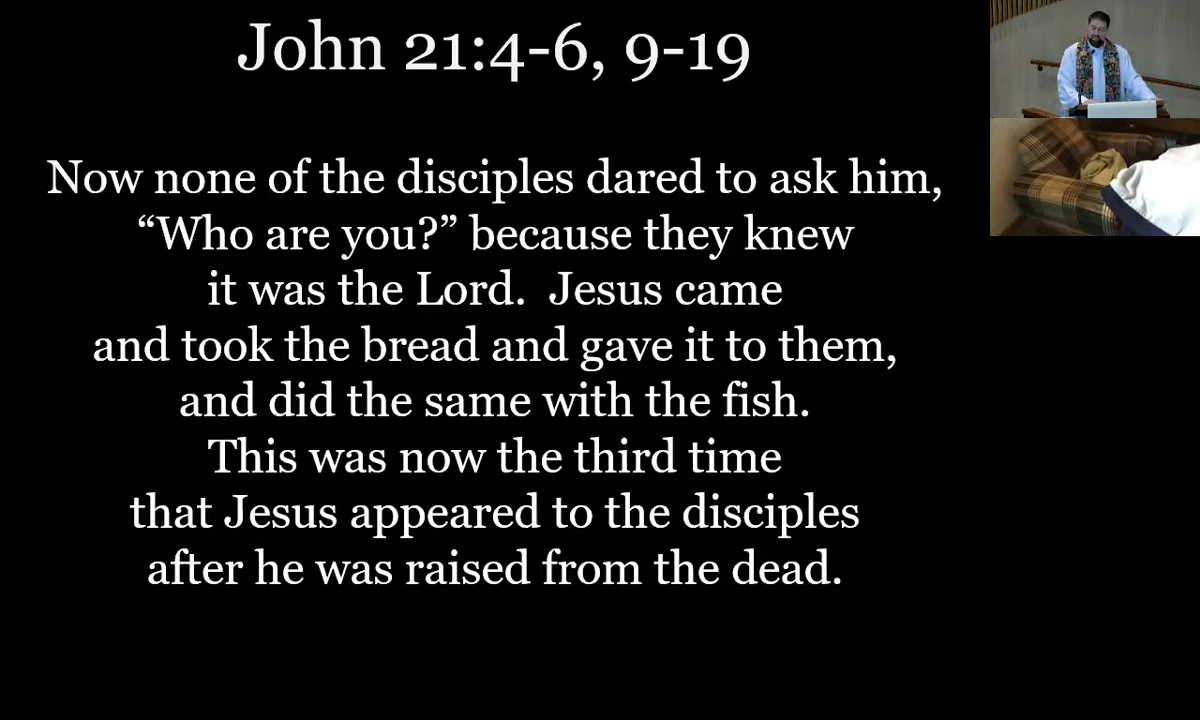 John 21:4-6, 9-19
Now none of the disciples dared to ask him,
“Who are you?” because they knew
it was the Lord.  Jesus came
and took the bread and gave it to them,
and did the same with the fish.
This was now the third time
that Jesus appeared to the disciples
after he was raised from the dead.